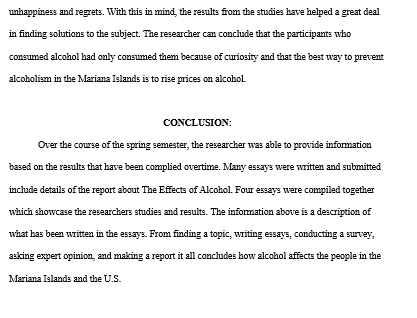 unhappiness and regrets. With this in mind, the results from the studies have helped a great deal
in finding solutions to the subject. The researcher can conclude that the participants who
consumed alcohol had only consumed them because of curiosity and that the best way to prevent
alcoholism in the Mariana Islands is to rise prices on alcohol.
CONCLUSION:
Over the course of the spring semester, the researcher was able to provide information
based on the results that have been complied overtime. Many essays were written and submitted
include details of the report about The Effects of Alcohol. Four essays were compiled together
which showcase the researchers studies and results. The information above is a description of
what has been written in the essays. From finding a topic, writing essays, conducting a survey,
asking expert opinion, and making a report it all concludes how alcohol affects the people in the
Mariana Islands and the U.S.